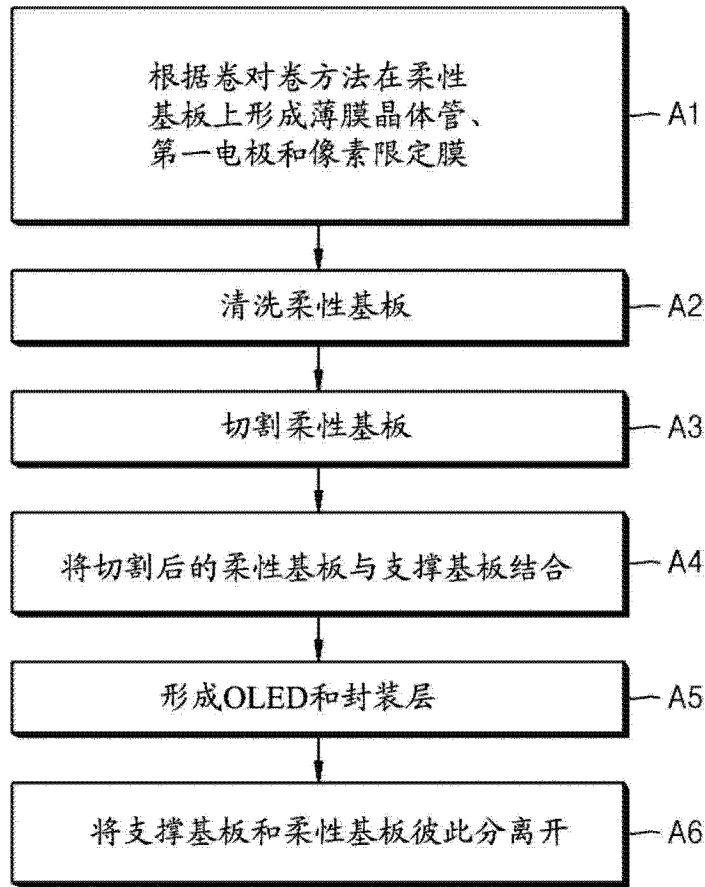 根据卷对卷方法在柔性
基板上形成薄膜晶体管、
第一电极和像素限定膜
A1
清洗柔性基板
A2
切割柔性基板
A3
将切割后的柔性基板与支撑基板结合
A4
形成OLED和封装层
A5
将支撑基板和柔性基板彼此分离开
A6